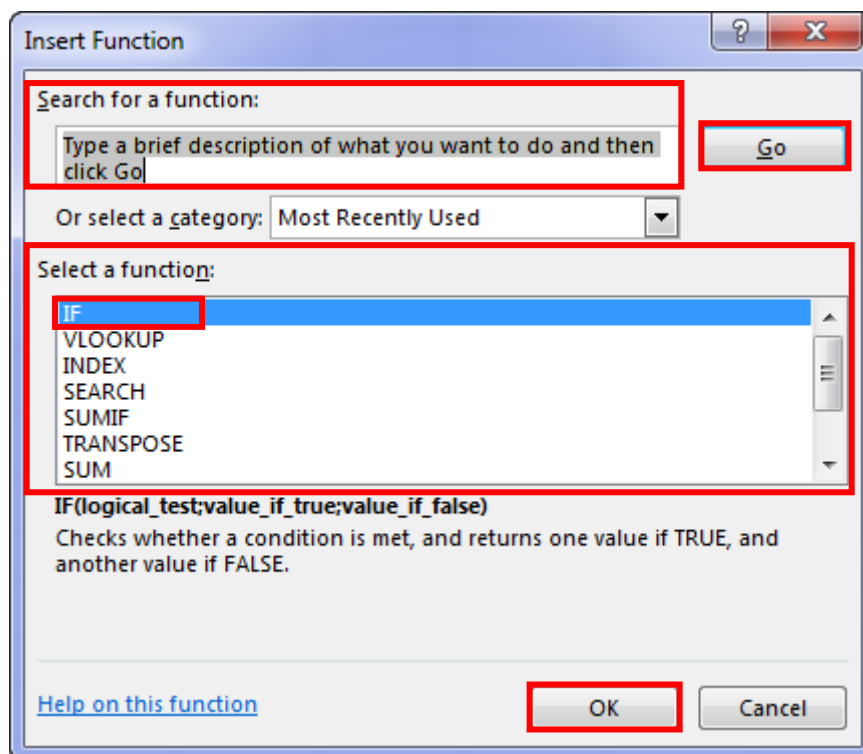 Insert Function
?
Search for a function:
Type a brief description of what you want to do and then
click Go
Go
Or select a category: Most Recently Used
Select a function:
IF
VLOOKUP
INDEX
SEARCH
SUMIF
TRANSPOSE
SUM
IF(logical_test;value_if_true;value_if_false)
Checks whether a condition is met, and returns one value if TRUE, and
another value if FALSE.
Help on this function
OK
Cancel